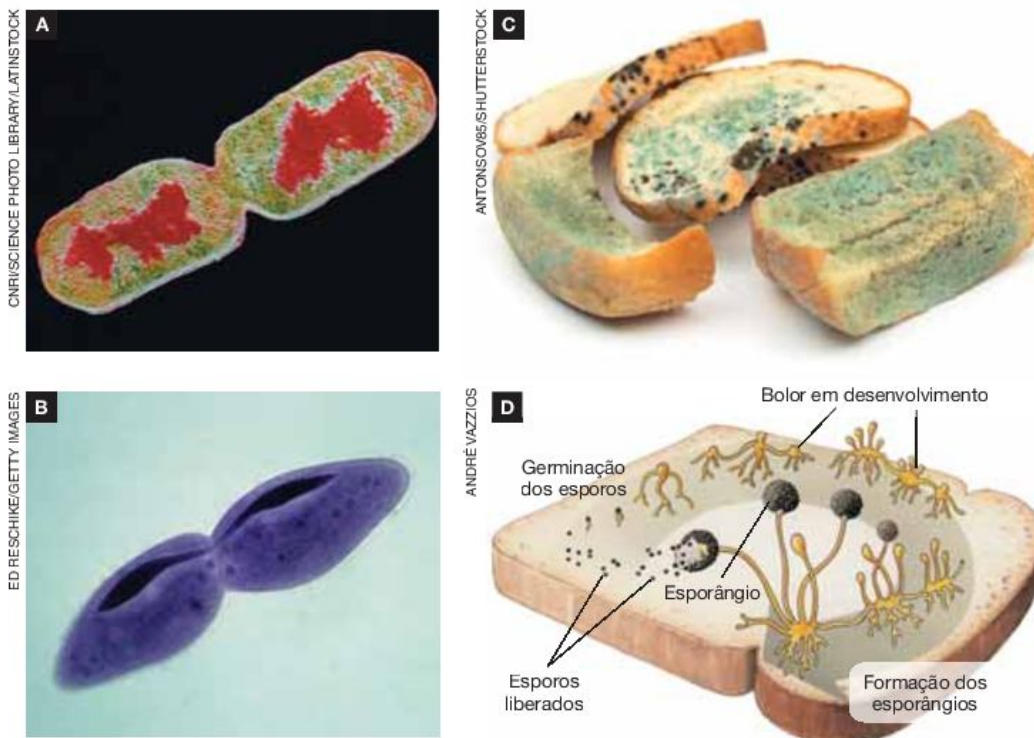 CNRI/SCIENCE PHOTO LIBRARY/LATINSTOCK
A
ED RESCHIKE/GETTY IMAGES
B
ANTONSOV85/SHUTTERSTOCK
C
ANDRÉ VAZZIOS
D
Bolor em desenvolvimento
Germinação
dos esporos
Esporângio
Esporos
liberados
Formação dos
esporângios